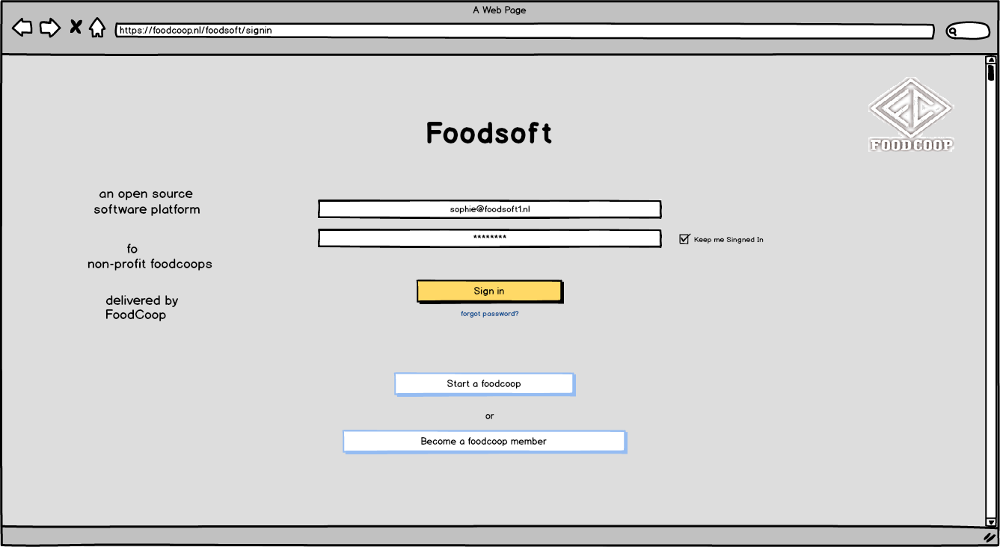 A Web Page
https://foodcoop.nl/foodsoft/signin
FOODCOOP
Foodsoft
an open source
software platform
fo
non-profit foodcoops
delivered by
FoodCoop
sophie@foodsoft1.nl
********
Keep me Singned In
Sign in
forgot password?
Start a foodcoop
or
Become a foodcoop member